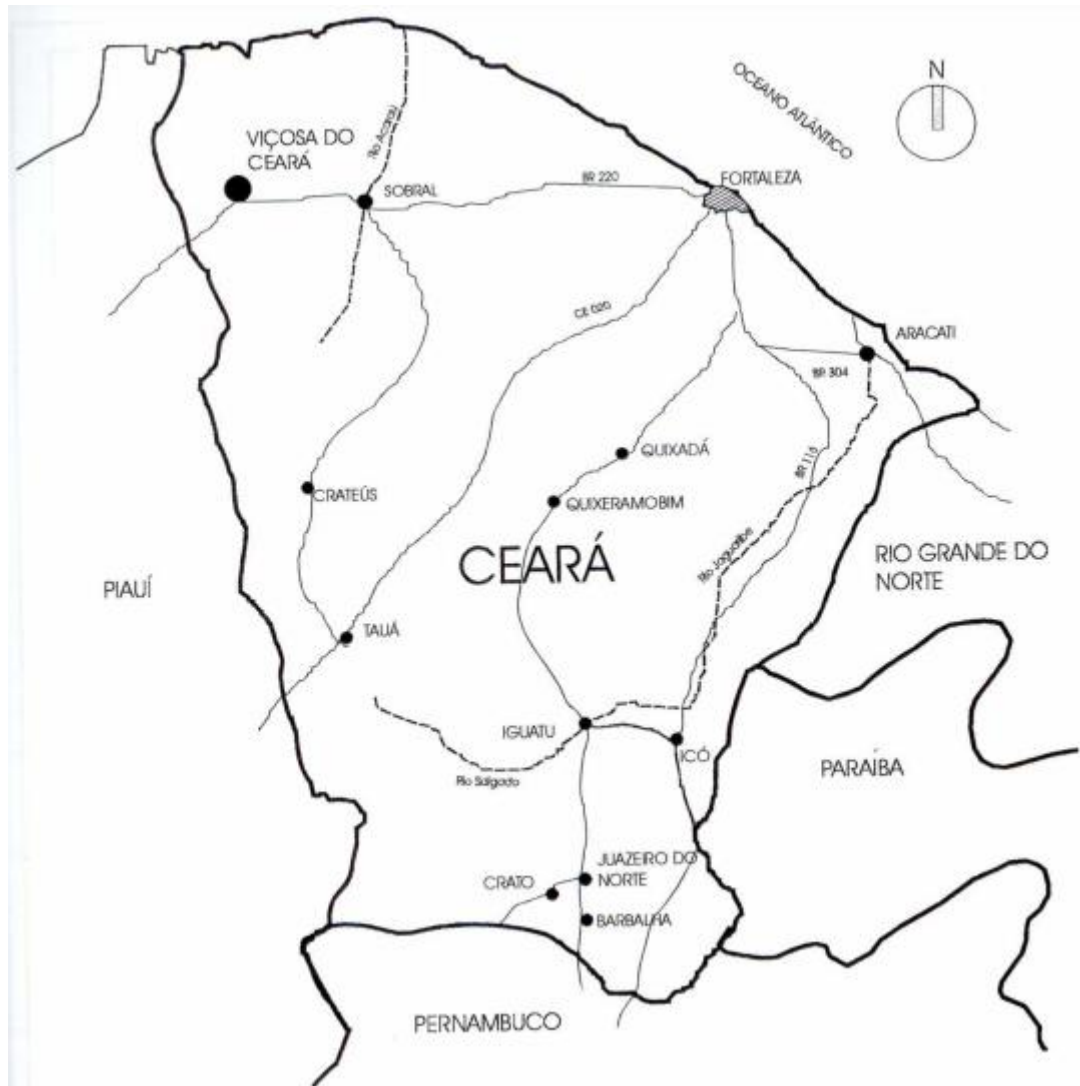 N
OCEANO ATLÂNTICO
Rio Acaraú
VIÇOSA DO
CEARÁ
BR 220
FORTALEZA
SOBRAL
CE 020
ARACATI
BR 304
QUIXADÁ
BR 116
CRATEÚS
QUIXERAMOBIM
CEARÁ
Rio Jaguaribe
RIO GRANDE DO
NORTE
PIAUÍ
TAUÁ
IGUATU
ICÓ
PARAÍBA
Rio Salgado
JUAZEIRO DO
NORTE
CRATO
BARBALHA
PERNAMBUCO